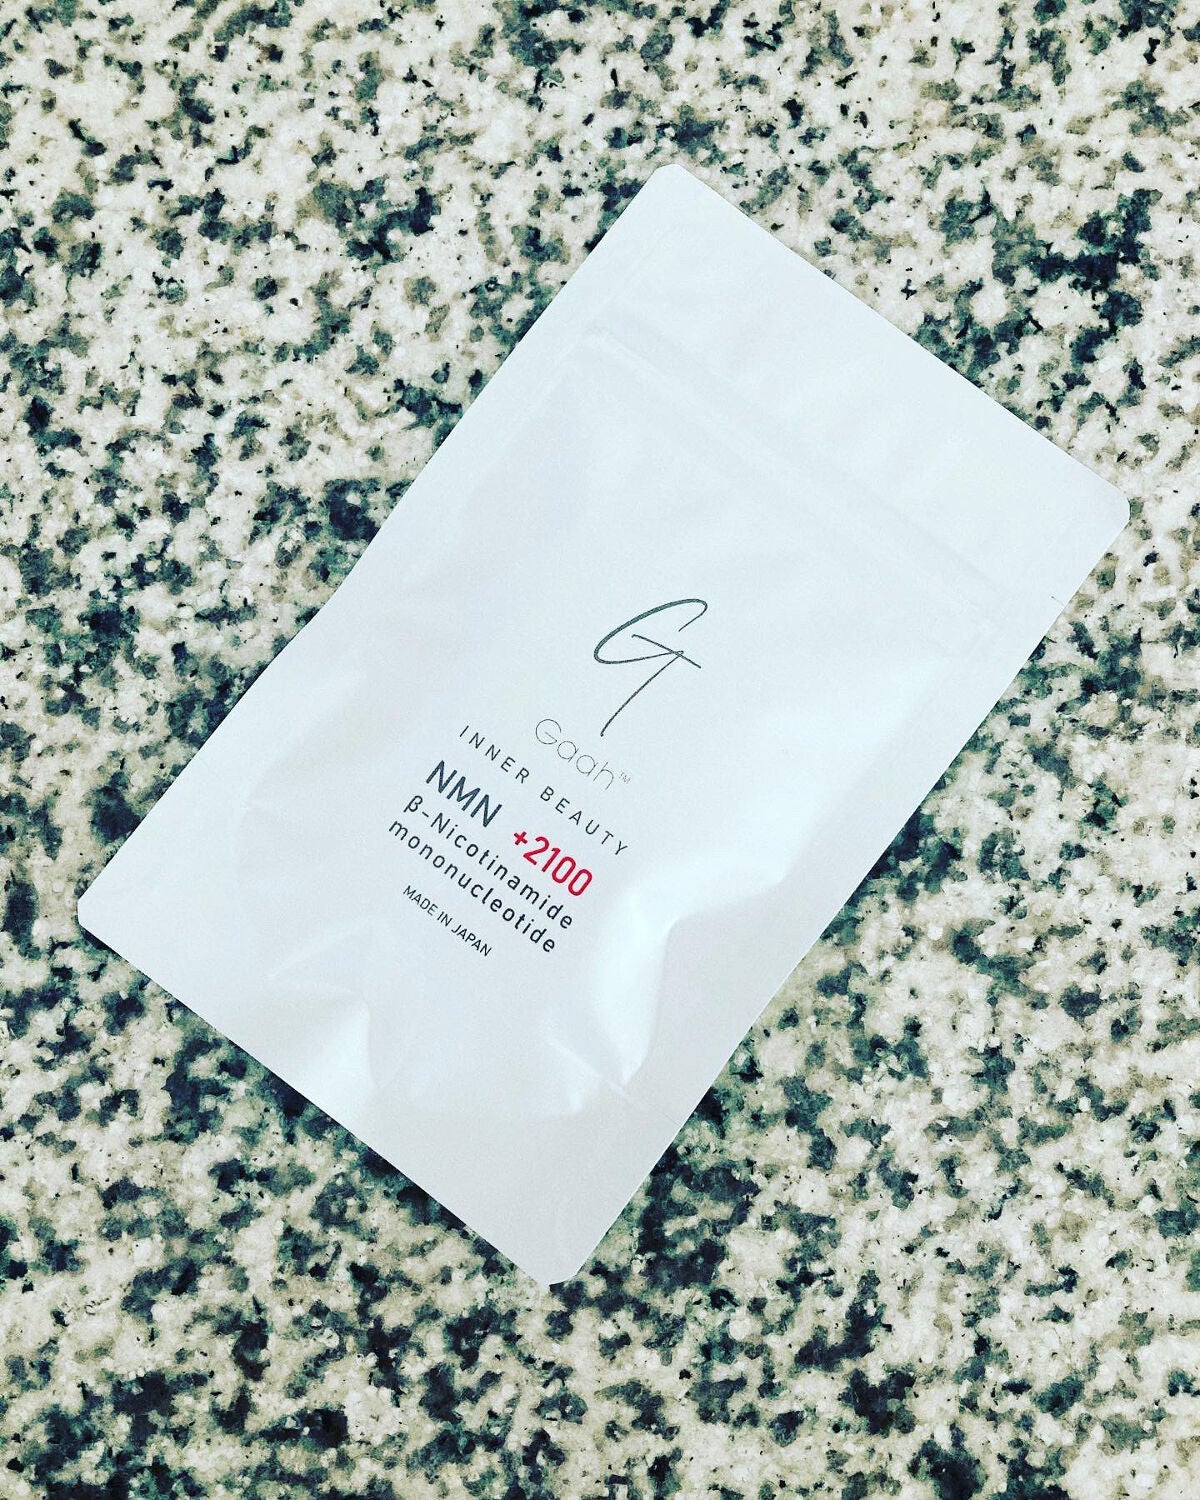 G
Gaah™
INNER BEAUTY
NMN +2100
β-Nicotinamide
mononucleotide
MADE IN JAPAN